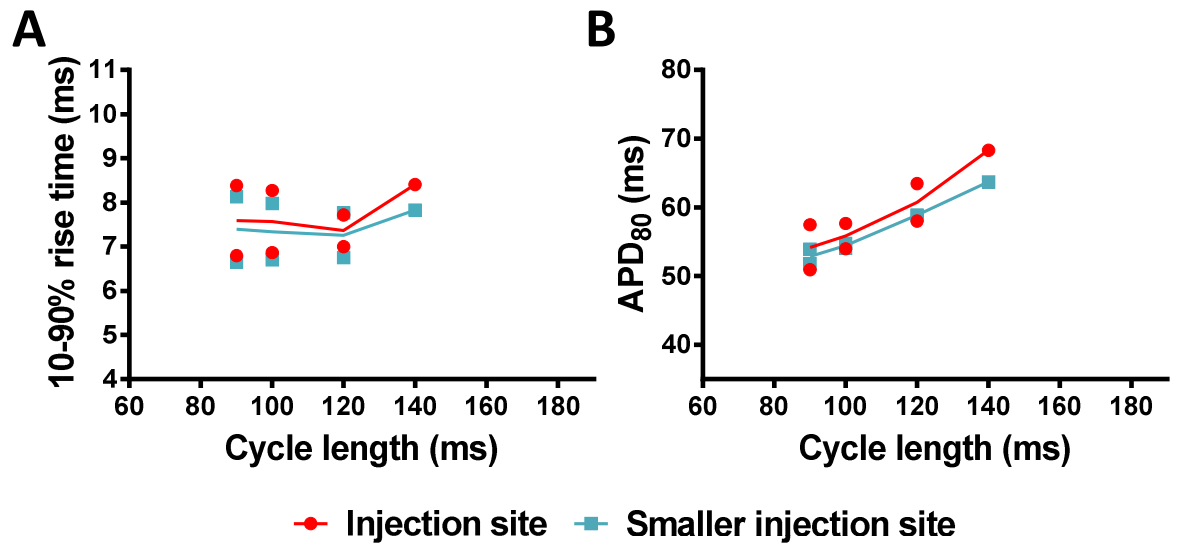 A
B
10-90% rise time (ms)
11
10
9
8
7
6
5
4
60 80 100 120 140 160 180
Cycle length (ms)
APD80 (ms)
80
70
60
50
40
60 80 100 120 140 160 180
Cycle length (ms)
Injection site Smaller injection site